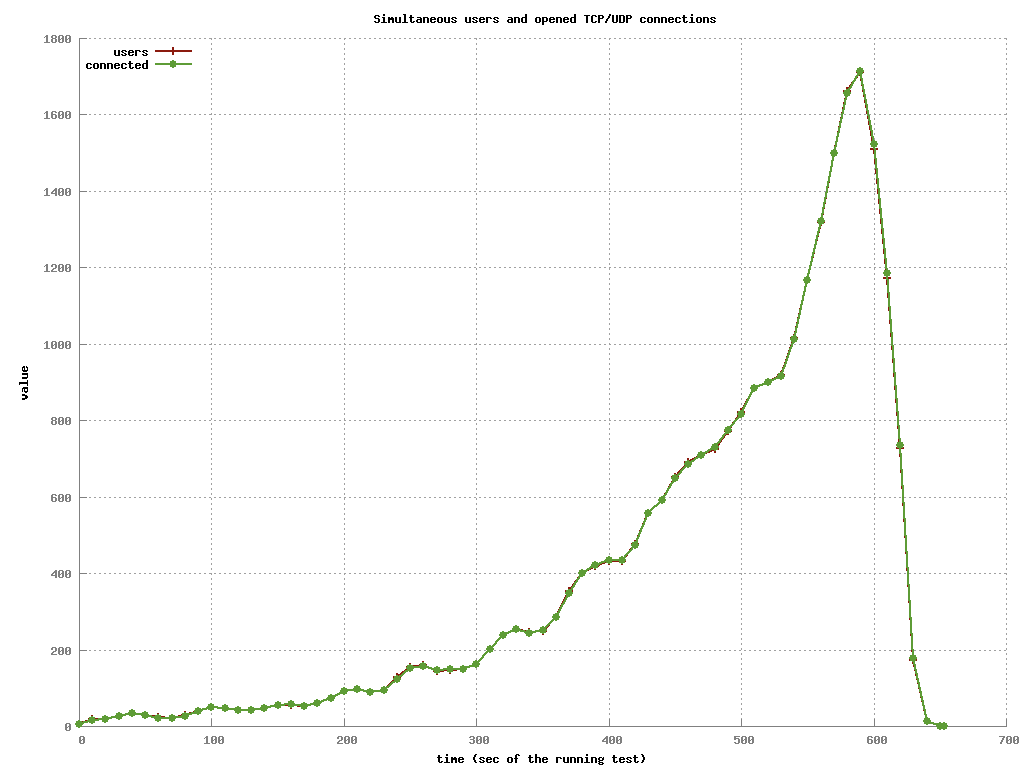 Simultaneous users and opened TCP/UDP connections
1800
users
connected
1600
1400
1200
1000
value
800
600
400
200
0
0 100 200 300 400 500 600 700
time (sec of the running test)